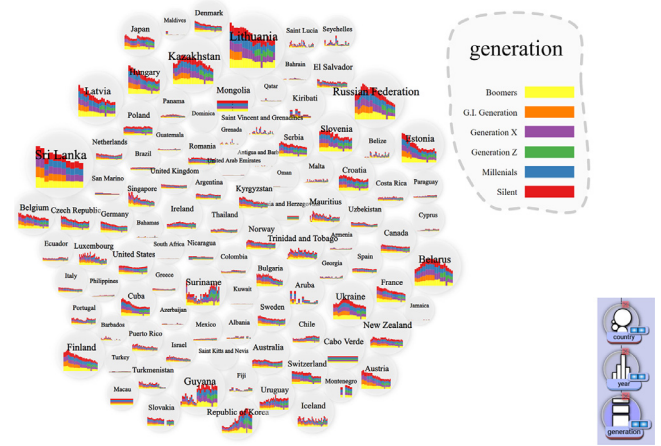 Denmark
Maldives
Japan
Lithuania
Saint Lucia
Seychelles
Kazakhstan
Hungary
Bahrain
El Salvador
Latvia
Mongolia
Qatar
Russian Federation
Panama
Dominica
Kiribati
Poland
Saint Vincent and Grenadines
Guatemala
Grenada
Serbia
Slovenia
Estonia
Netherlands
Brazil
Romania
Antigua and Barb
Belize
Sri Lanka
United Arab Emirates
San Marino
United Kingdom
Oman
Malta
Croatia
Costa Rica
Paraguay
Singapore
Argentina
Kyrgyzstan
Belgium
Czech Republic
Germany
Bahamas
Ireland
Thailand
a and Herzeg
Mauritius
Uzbekistan
Cyprus
Ecuador
Luxembourg
South Africa
Nicaragua
Norway
Trinidad and Tobago
Armenia
Canada
United States
Colombia
Spain
Belarus
Italy
Philippines
Greece
Kuwait
Bulgaria
Georgia
Suriname
Aruba
France
Portugal
Cuba
Azerbaijan
Sweden
Ukraine
Jamaica
Barbados
Puerto Rico
Mexico
Albania
Chile
New Zealand
Finland
Turkey
Israel
Saint Kitts and Nevis
Australia
Cabo Verde
Turkmenistan
Switzerland
Austria
Macau
Guyana
Fiji
Uruguay
Montenegro
Slovakia
Republic of Korea
Iceland
generation
Boomers
G.I. Generation
Generation X
Generation Z
Millenials
Silent
country
year
generation